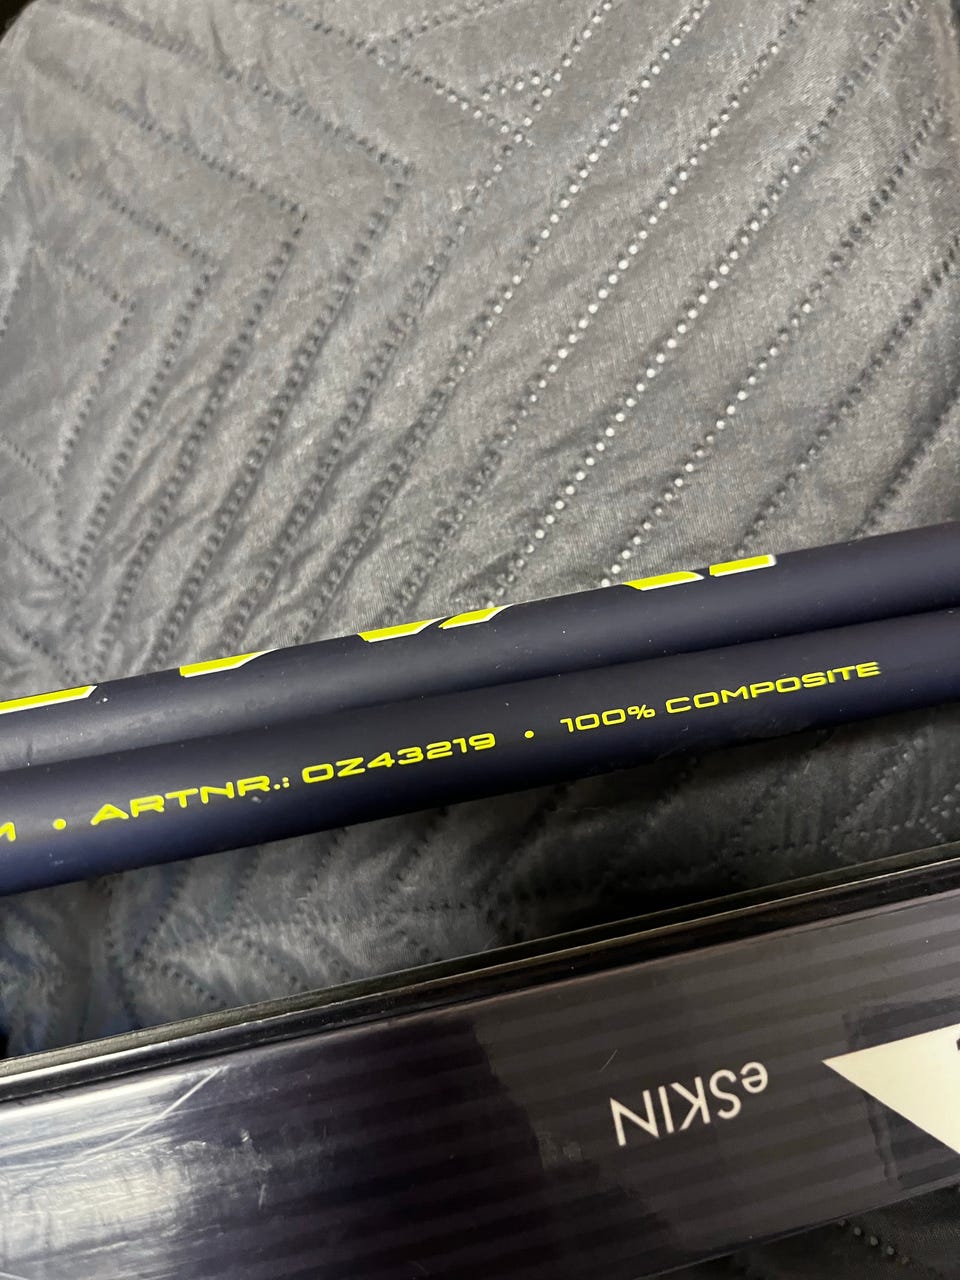 • ARTNR.: OZ43219 • 100% COMPOSITE
eSKIN